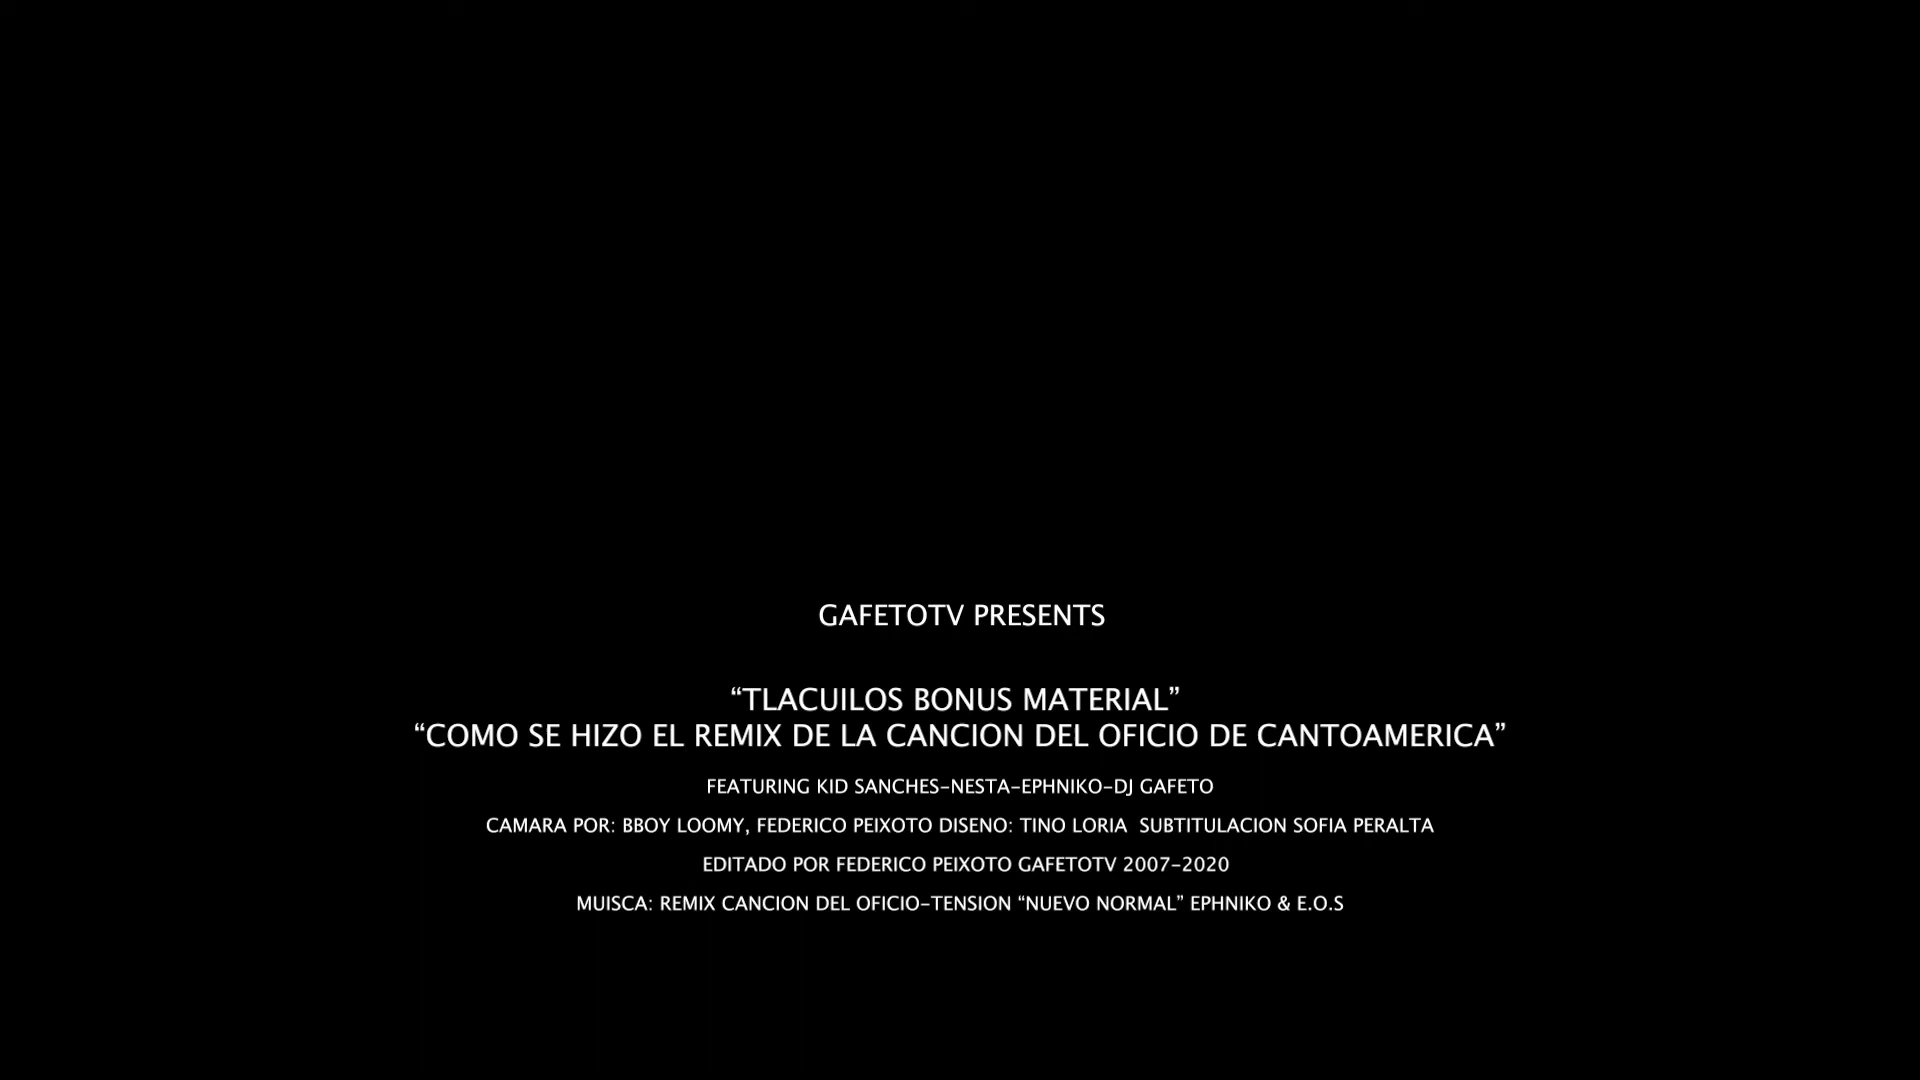 GAFETOTV PRESENTS
“TLACUILOS BONUS MATERIAL”
“COMO SE HIZO EL REMIX DE LA CANCION DEL OFICIO DE CANTOAMERICA”
FEATURING KID SANCHES-NESTA-EPHNIKO-DJ GAFETO
CAMARA POR: BBOY LOOMY, FEDERICO PEIXOTO DISENO: TINO LORIA  SUBTITULACION SOFIA PERALTA
EDITADO POR FEDERICO PEIXOTO GAFETOTV 2007-2020
MUISCA: REMIX CANCION DEL OFICIO-TENSION “NUEVO NORMAL” EPHNIKO & E.O.S